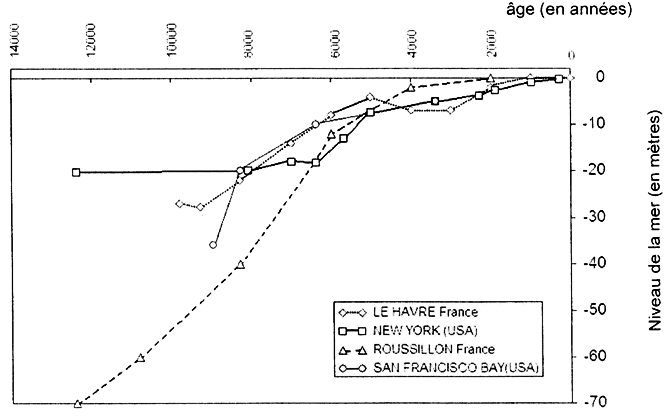 âge (en années)
14000 12000 10000 8000 6000 4000 2000 0
0
-10
-20
-30
-40
-50
-60
-70
Niveau de la mer (en mètres)
LE HAVRE France
NEW YORK (USA)
ROUSSILLON France
SAN FRANCISCO BAY(USA)